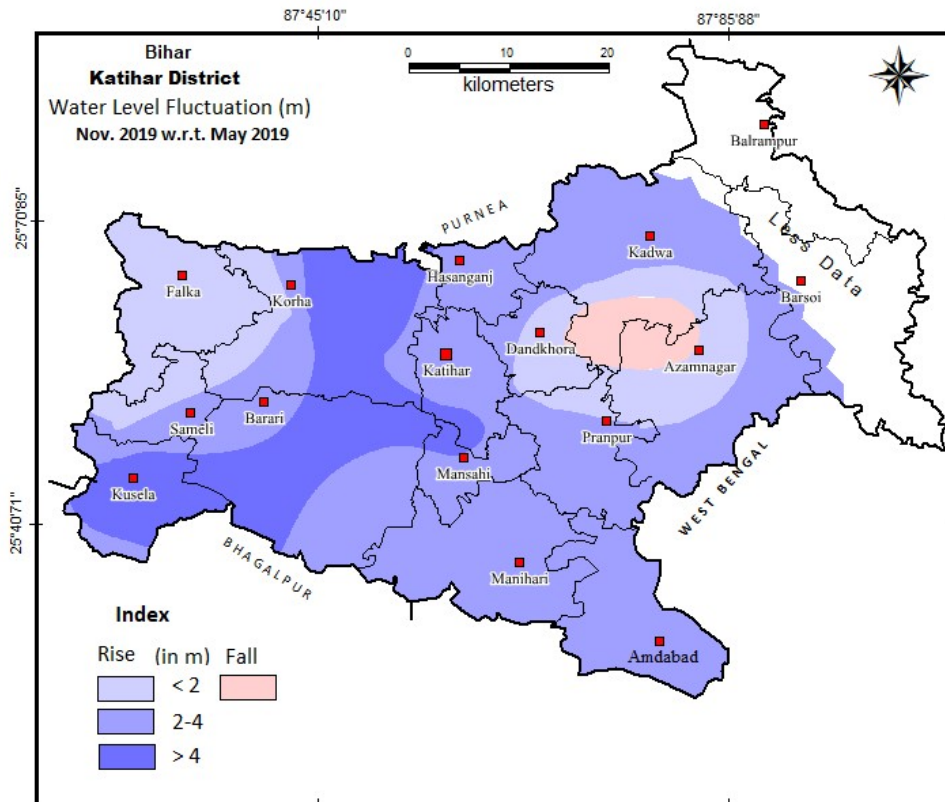 87°45'10"
87°85'88"
Bihar
Katihar District
Water Level Fluctuation (m)
Nov. 2019 w.r.t. May 2019
0 10 20
kilometers
Balrampur
25°70'85"
PURNEA
Less Data
Kadwa
Hasanganj
Falka
Korha
Barsoi
Dandkhora
Katihar
Azamnagar
Barari
Sameli
Pranpur
Mansahi
Kusela
WEST BENGAL
25°40'71"
BHAGALPUR
Manihari
Amdabad
Index
Rise (in m) Fall
< 2
2-4
> 4